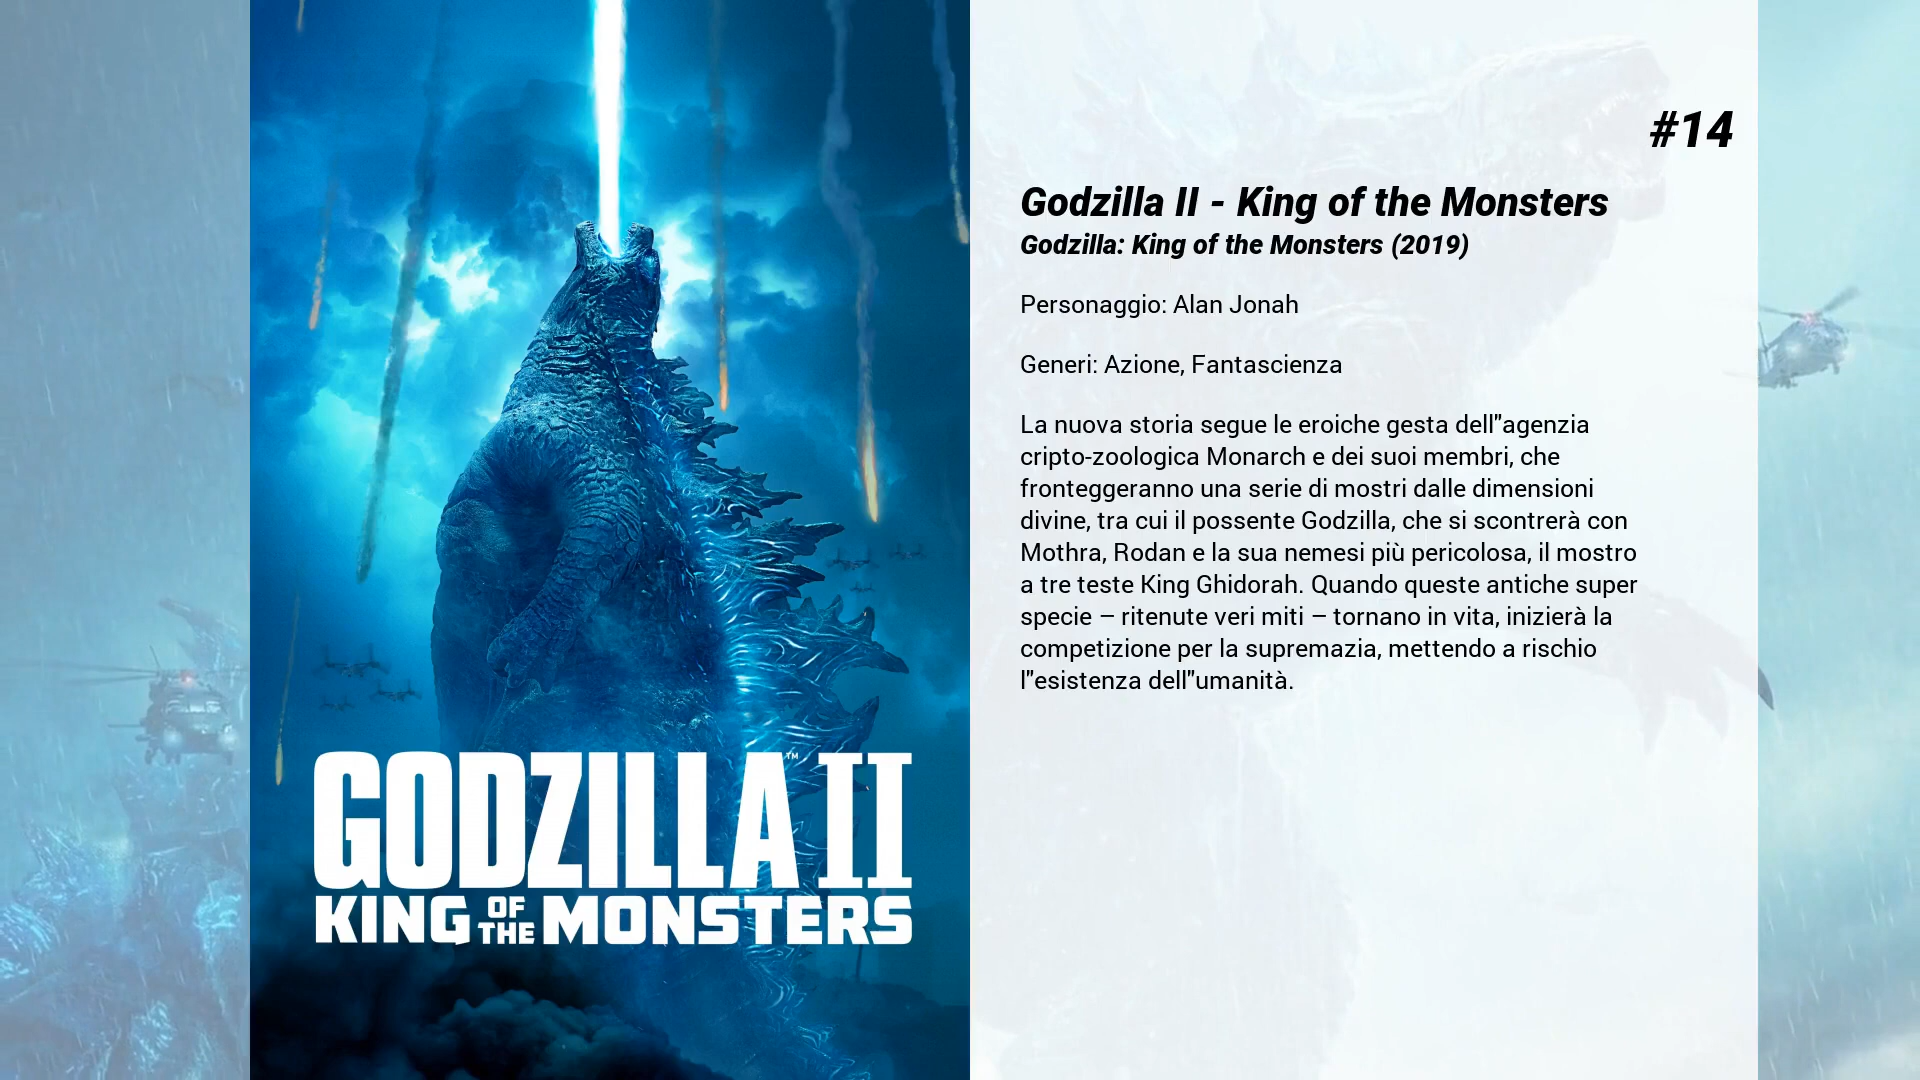 GODZILLA™ II
KING OF THE MONSTERS
#14
Godzilla II - King of the Monsters
Godzilla: King of the Monsters (2019)
Personaggio: Alan Jonah
Generi: Azione, Fantascienza
La nuova storia segue le eroiche gesta dell"agenzia
cripto-zoologica Monarch e dei suoi membri, che
fronteggeranno una serie di mostri dalle dimensioni
divine, tra cui il possente Godzilla, che si scontrerà con
Mothra, Rodan e la sua nemesi più pericolosa, il mostro
a tre teste King Ghidorah. Quando queste antiche super
specie – ritenute veri miti – tornano in vita, inizierà la
competizione per la supremazia, mettendo a rischio
l"esistenza dell"umanità.